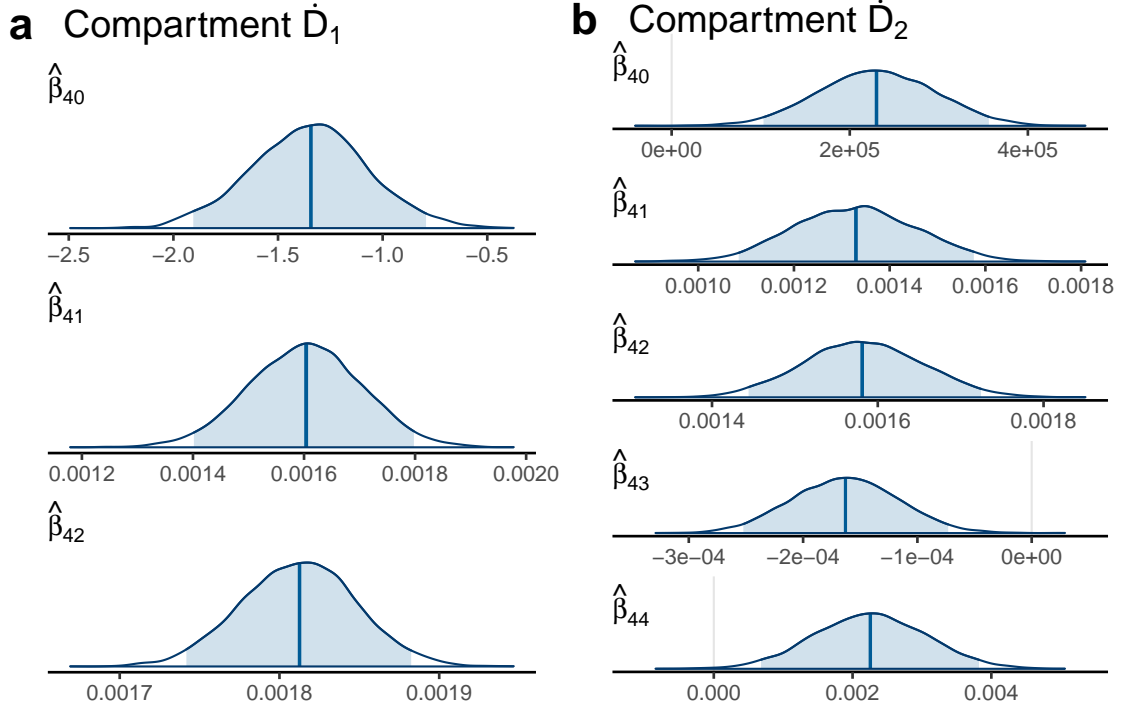 a Compartment Ḋ₁
β̂₄₀
−2.5 −2.0 −1.5 −1.0 −0.5
β̂₄₁
0.0012 0.0014 0.0016 0.0018 0.0020
β̂₄₂
0.0017 0.0018 0.0019
b Compartment Ḋ₂
β̂₄₀
0e+00 2e+05 4e+05
β̂₄₁
0.0010 0.0012 0.0014 0.0016 0.0018
β̂₄₂
0.0014 0.0016 0.0018
β̂₄₃
−3e−04 −2e−04 −1e−04 0e+00
β̂₄₄
0.000 0.002 0.004